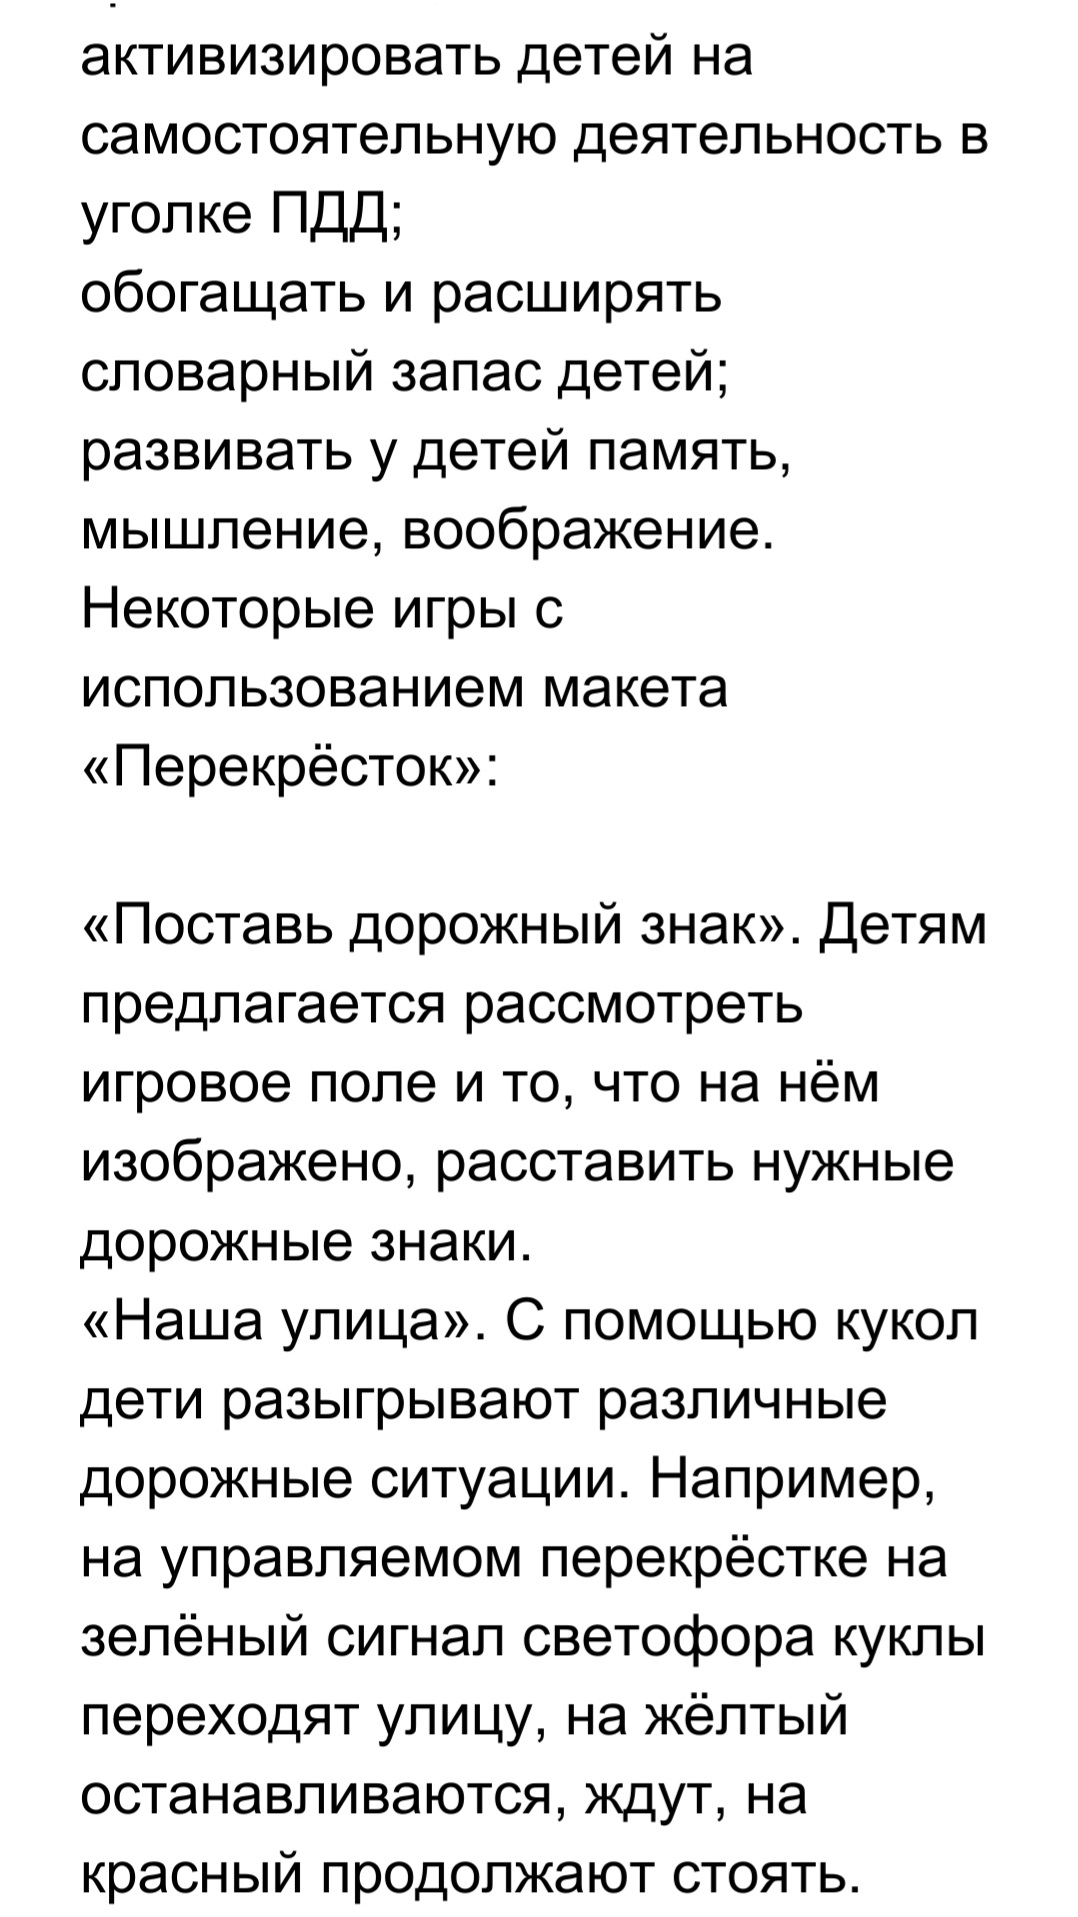 активизировать детей на
самостоятельную деятельность в
уголке ПДД;
обогащать и расширять
словарный запас детей;
развивать у детей память,
мышление, воображение.
Некоторые игры с
использованием макета
«Перекрёсток»:
«Поставь дорожный знак». Детям
предлагается рассмотреть
игровое поле и то, что на нём
изображено, расставить нужные
дорожные знаки.
«Наша улица». С помощью кукол
дети разыгрывают различные
дорожные ситуации. Например,
на управляемом перекрёстке на
зелёный сигнал светофора куклы
переходят улицу, на жёлтый
останавливаются, ждут, на
красный продолжают стоять.